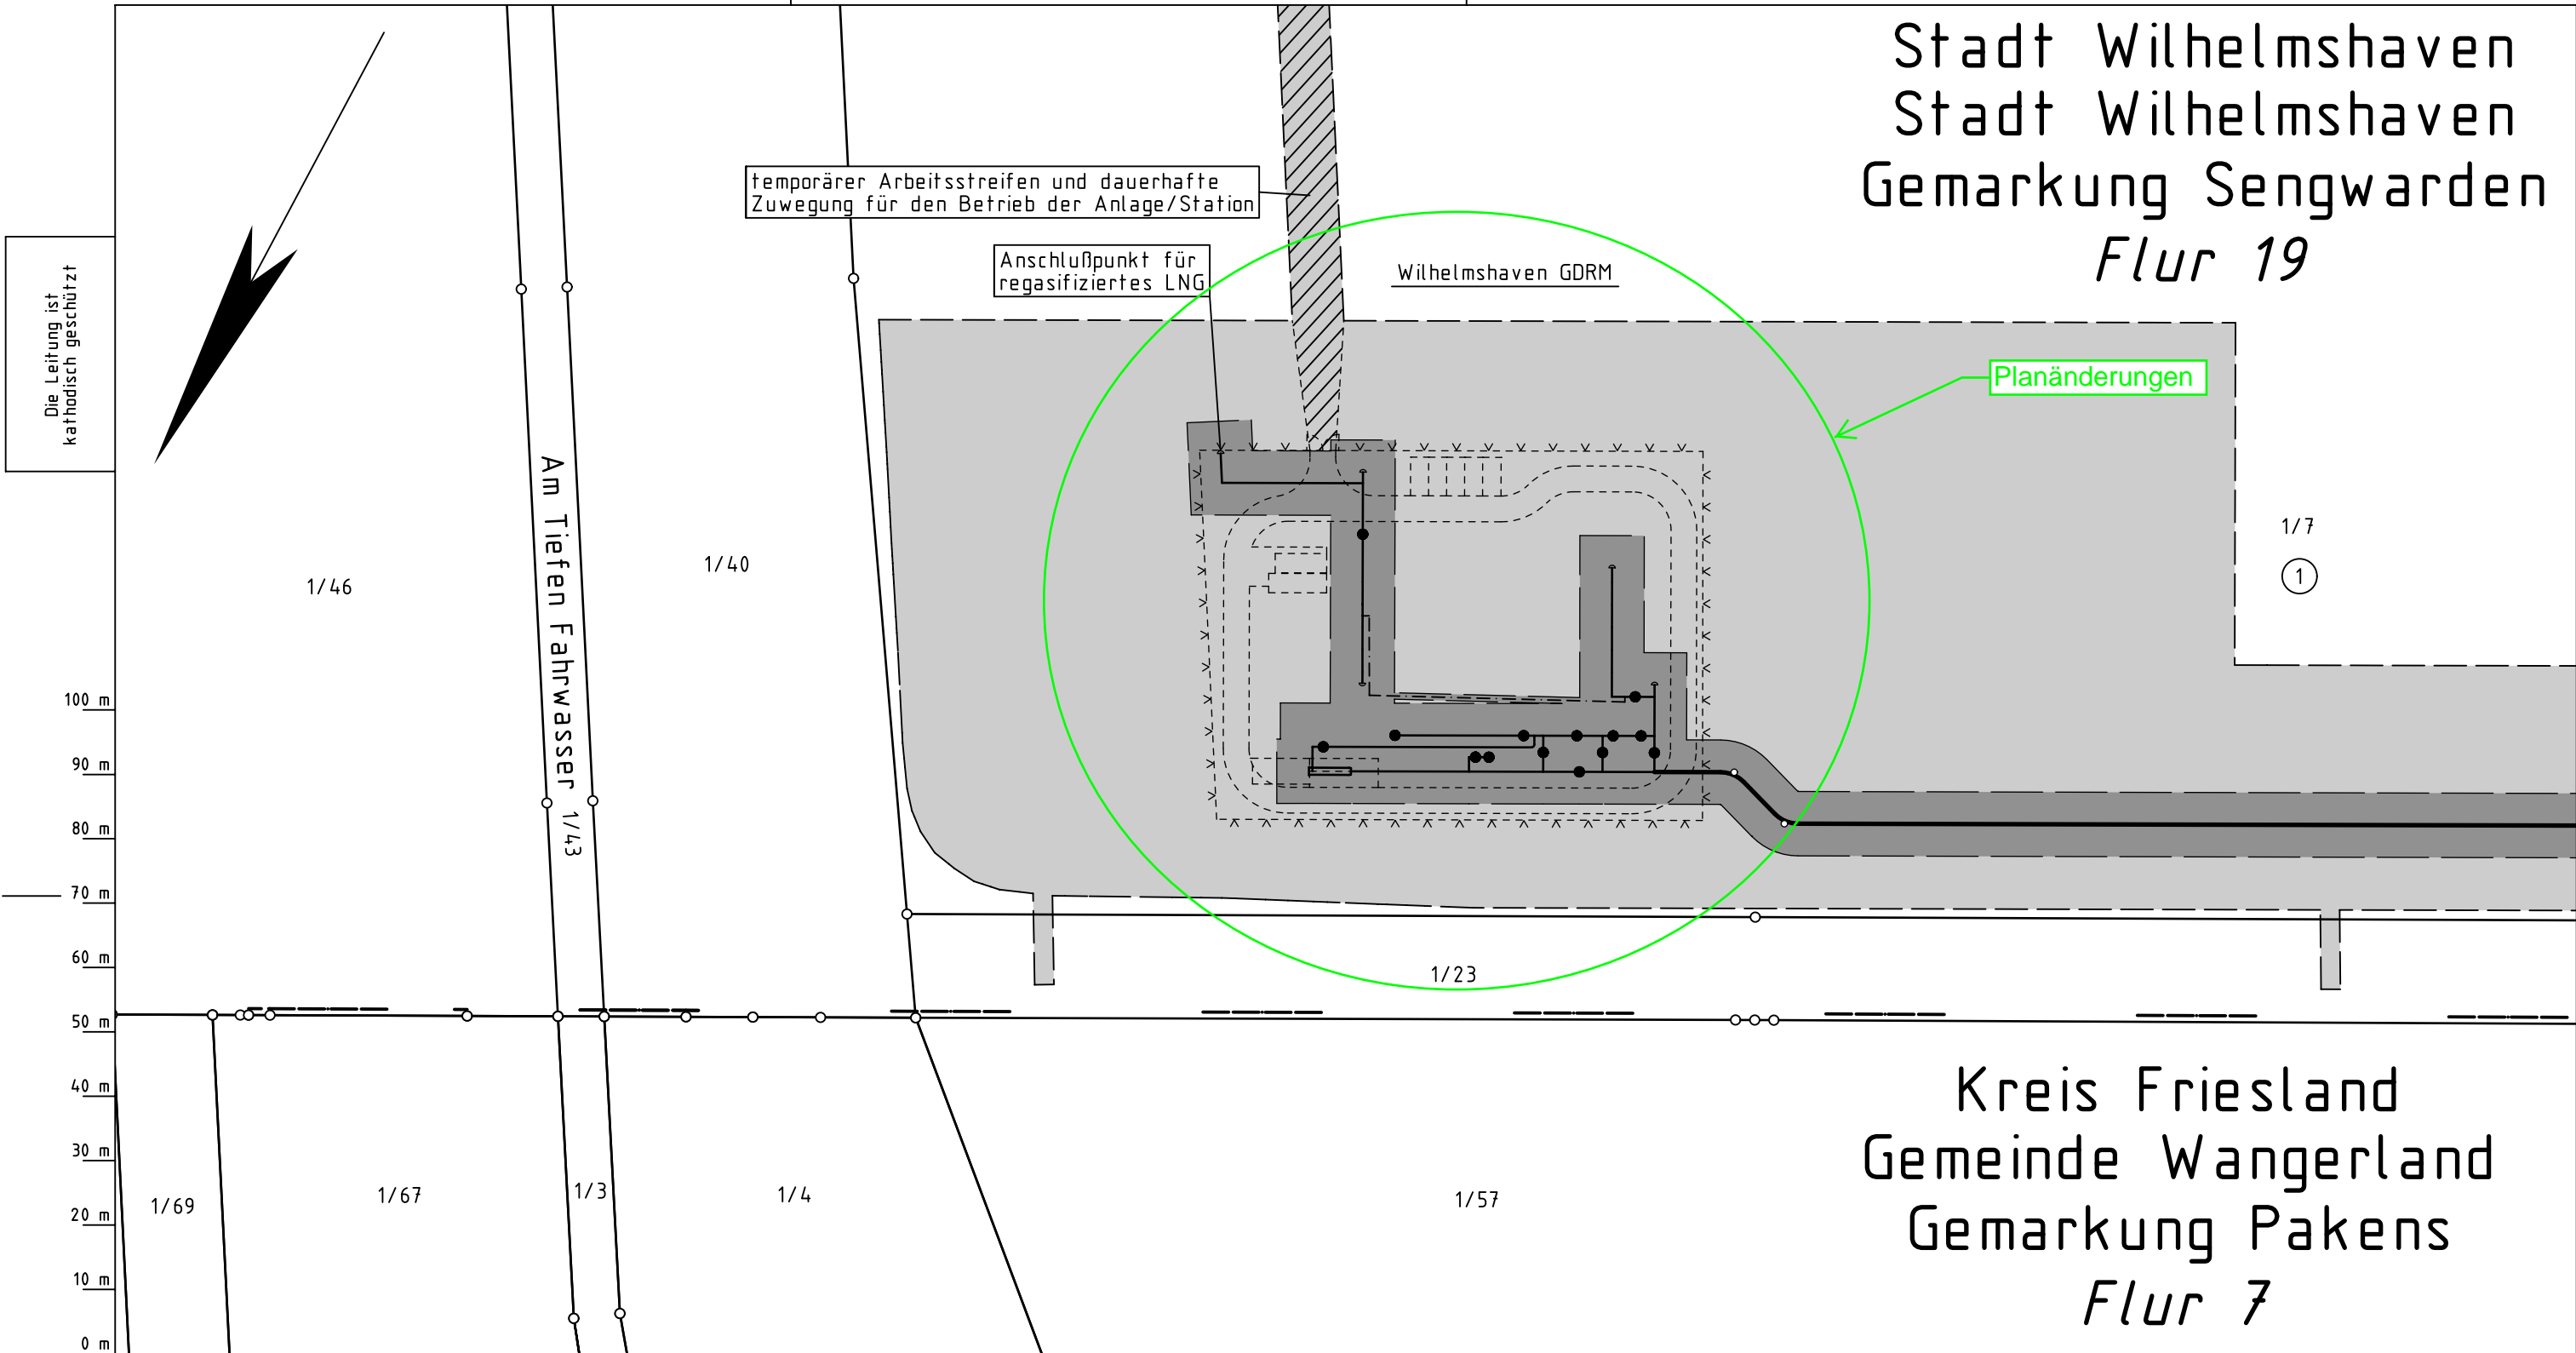 Stadt Wilhelmshaven
Stadt Wilhelmshaven
Gemarkung Sengwarden
Flur 19
temporärer Arbeitsstreifen und dauerhafte
Zuwegung für den Betrieb der Anlage/Station
Anschlußpunkt für
regasifiziertes LNG
Wilhelmshaven GDRM
Planänderungen
Die Leitung ist
kathodisch geschützt
Am Tiefen Fahrwasser
1/43
1/46
1/40
1/7
1
100 m
90 m
80 m
70 m
60 m
50 m
40 m
30 m
20 m
10 m
0 m
1/23
1/69
1/67
1/3
1/4
1/57
Kreis Friesland
Gemeinde Wangerland
Gemarkung Pakens
Flur 7